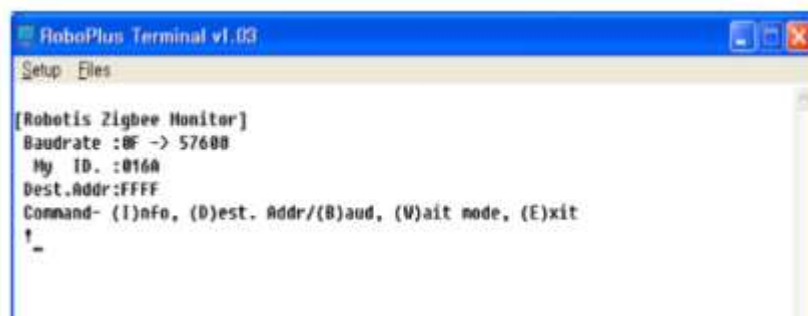 RoboPlus Terminal v1.03
Setup Files
[Robotis Zigbee Monitor]
Baudrate :0F -> 57600
My ID. :016A
Dest.Addr:FFFF
Command- (I)nfo, (D)est. Addr/(B)aud, (W)ait mode, (E)xit
!_